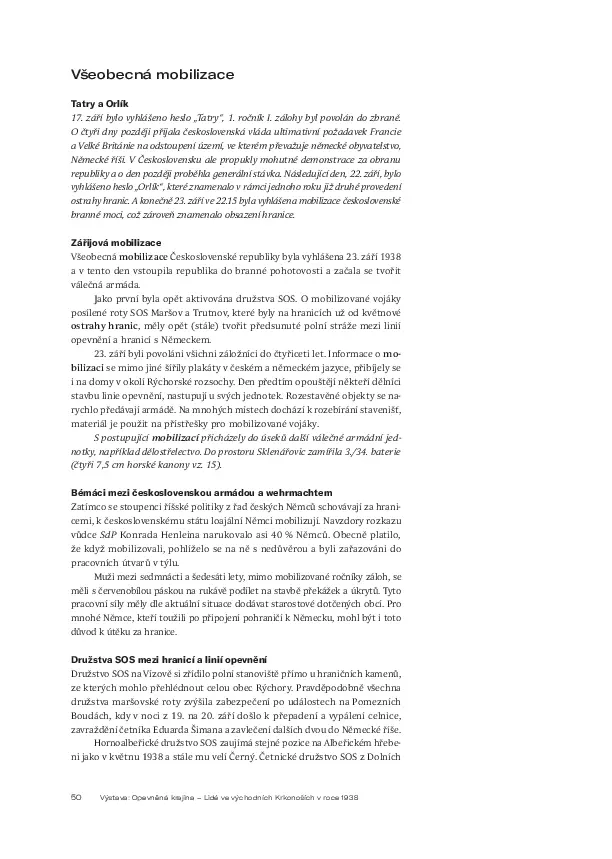 Všeobecná mobilizace
Tatry a Orlík
17. září bylo vyhlášeno heslo „Tatry“, 1. ročník I. zálohy byl povolán do zbraně.
O čtyři dny později přijala československá vláda ultimativní požadavek Francie
a Velké Británie na odstoupení území, ve kterém převažuje německé obyvatelstvo,
Německé říši. V Československu ale propukly mohutné demonstrace za obranu
republiky a o den později proběhla generální stávka. Následující den, 22. září, bylo
vyhlášeno heslo „Orlík“, které znamenalo v rámci jednoho roku již druhé provedení
ostrahy hranic. A konečně 23. září ve 22.15 byla vyhlášena mobilizace československé
branné moci, což zároveň znamenalo obsazení hranice.
Zářijová mobilizace
Všeobecná mobilizace Československé republiky byla vyhlášena 23. září 1938
a v tento den vstoupila republika do branné pohotovosti a začala se tvořit
válečná armáda.
Jako první byla opět aktivována družstva SOS. O mobilizované vojáky
posílené roty SOS Maršov a Trutnov, které byly na hranicích už od květnové
ostrahy hranic, měly opět (stále) tvořit předsunuté polní stráže mezi linií
opevnění a hranicí s Německem.
23. září byli povoláni všichni záložníci do čtyřiceti let. Informace o mo-
bilizaci se mimo jiné šířily plakáty v českém a německém jazyce, přibíjely se
i na domy v okolí Rýchorské rozsochy. Den předtím opouštějí někteří dělníci
stavbu linie opevnění, nastupují u svých jednotek. Rozestavěné objekty se na-
rychlo předávají armádě. Na mnohých místech dochází k rozebírání stavenišť,
materiál je použit na přístřešky pro mobilizované vojáky.
S postupující mobilizací přicházely do úseků další válečné armádní jed-
notky, například dělostřelectvo. Do prostoru Sklenářovic zamířila 3./34. baterie
(čtyři 7,5 cm horské kanony vz. 15).
Bémáci mezi československou armádou a wehrmachtem
Zatímco se stoupenci říšské politiky z řad českých Němců schovávají za hrani-
cemi, k československému státu loajální Němci mobilizují. Navzdory rozkazu
vůdce SdP Konrada Henleina narukovalo asi 40 % Němců. Obecně platilo,
že když mobilizovali, pohlíželo se na ně s nedůvěrou a byli zařazováni do
pracovních útvarů v týlu.
Muži mezi sedmnácti a šedesáti lety, mimo mobilizované ročníky záloh, se
měli s červenobílou páskou na rukávě podílet na stavbě překážek a úkrytů. Tyto
pracovní síly měly dle aktuální situace dodávat starostové dotčených obcí. Pro
mnohé Němce, kteří toužili po připojení pohraničí k Německu, mohl být i toto
důvod k útěku za hranice.
Družstva SOS mezi hranicí a linií opevnění
Družstvo SOS na Vízově si zřídilo polní stanoviště přímo u hraničních kamenů,
ze kterých mohlo přehlédnout celou obec Rýchory. Pravděpodobně všechna
družstva maršovské roty zvýšila zabezpečení po událostech na Pomezních
Boudách, kdy v noci z 19. na 20. září došlo k přepadení a vypálení celnice,
zavraždění četníka Eduarda Šimana a zavlečení dalších dvou do Německé říše.
Hornoalbeřické družstvo SOS zaujímá stejné pozice na Albeřickém hřebe-
ni jako v květnu 1938 a stále mu velí Černý. Četnické družstvo SOS z Dolních
50 Výstava: Opevněná krajina – Lidé ve východních Krkonoších v roce 1938